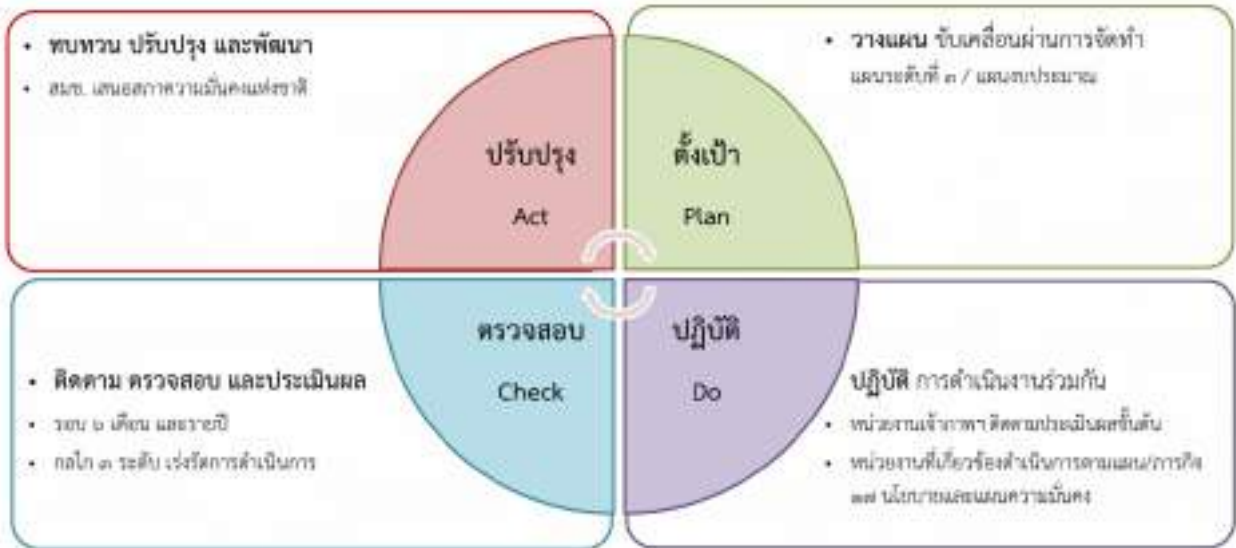 • ทบทวน ปรับปรุง และพัฒนา
• สมช. เสนอสภาความมั่นคงแห่งชาติ
ปรับปรุง
Act
• วางแผน ขับเคลื่อนผ่านการจัดทำ
แผนระดับที่ ๓ / แผนงบประมาณ
ตั้งเป้า
Plan
• ติดตาม ตรวจสอบ และประเมินผล
• รอบ ๖ เดือน และรายปี
• กลไก ๓ ระดับ เร่งรัดการดำเนินการ
ตรวจสอบ
Check
ปฏิบัติ
Do
ปฏิบัติ การดำเนินงานร่วมกัน
• หน่วยงานเจ้าภาพฯ ติดตามประเมินผลขั้นต้น
• หน่วยงานที่เกี่ยวข้องดำเนินการตามแผน/ภารกิจ
๑๗ นโยบายและแผนความมั่นคง